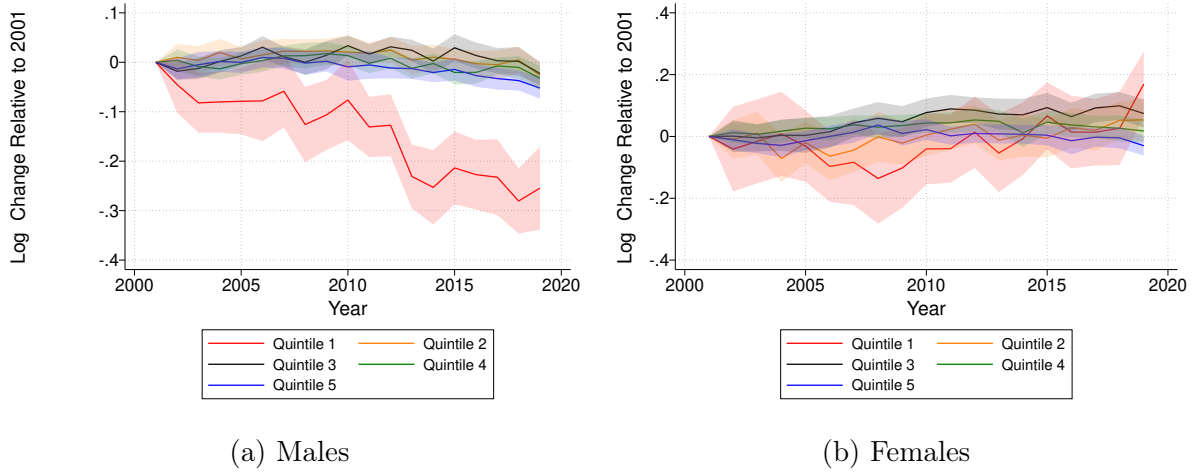 Log Change Relative to 2001
.1
0
-.1
-.2
-.3
-.4
2000 2005 2010 2015 2020
Year
Quintile 1 Quintile 2
Quintile 3 Quintile 4
Quintile 5
(a) Males
Log Change Relative to 2001
.4
.2
0
-.2
-.4
2000 2005 2010 2015 2020
Year
Quintile 1 Quintile 2
Quintile 3 Quintile 4
Quintile 5
(b) Females